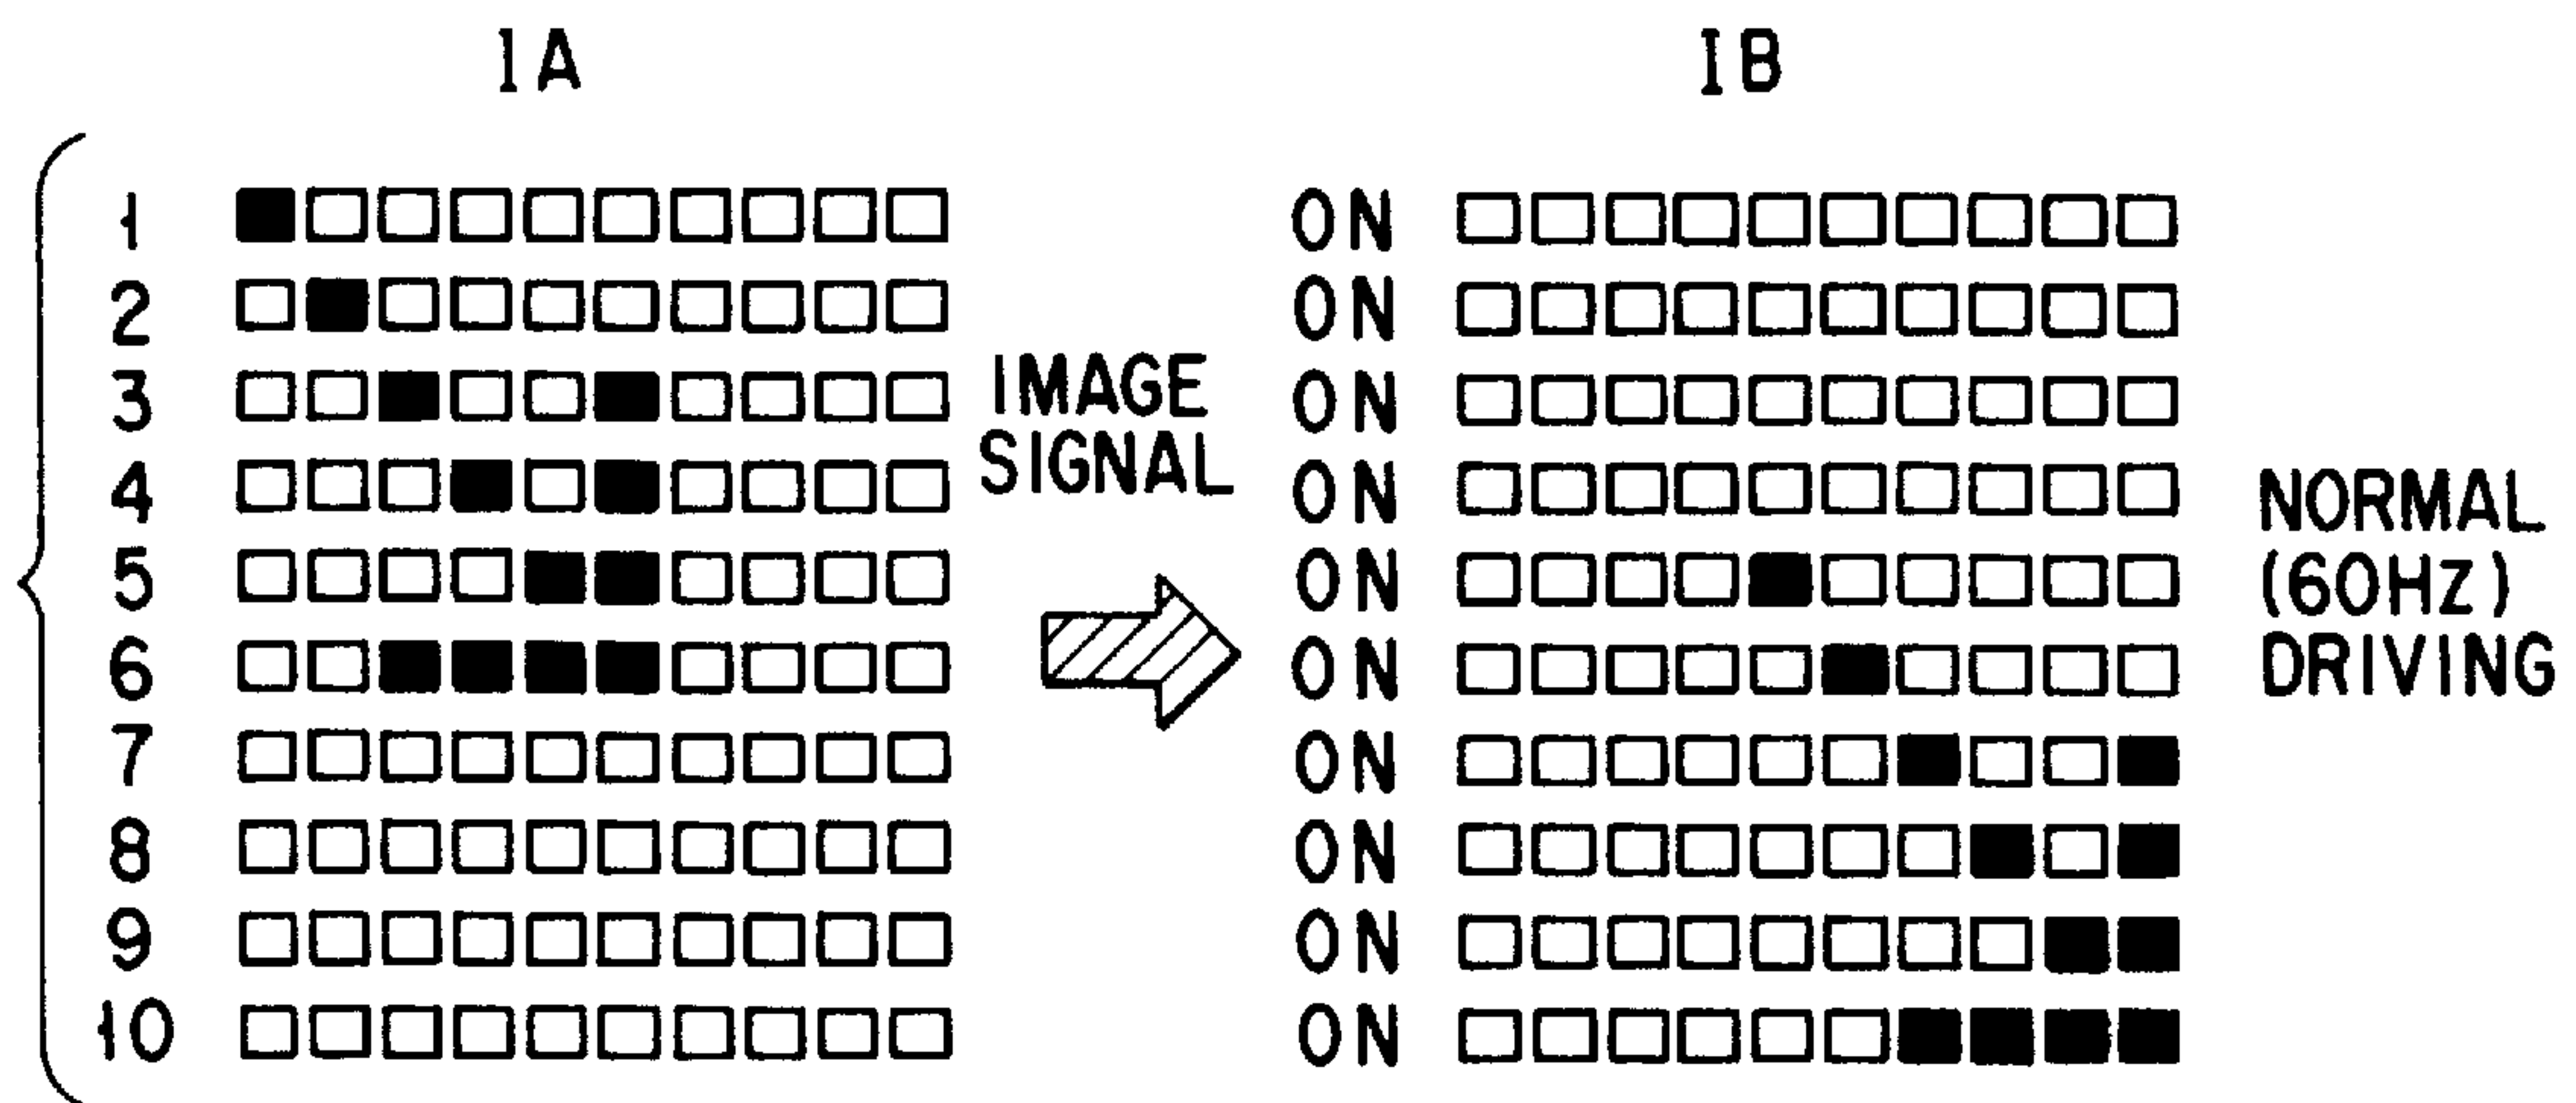 1A
1B
1 ON
2 ON
3 ON
IMAGE
SIGNAL
4 ON
NORMAL
(60HZ)
DRIVING
5 ON
6 ON
7 ON
8 ON
9 ON
10 ON